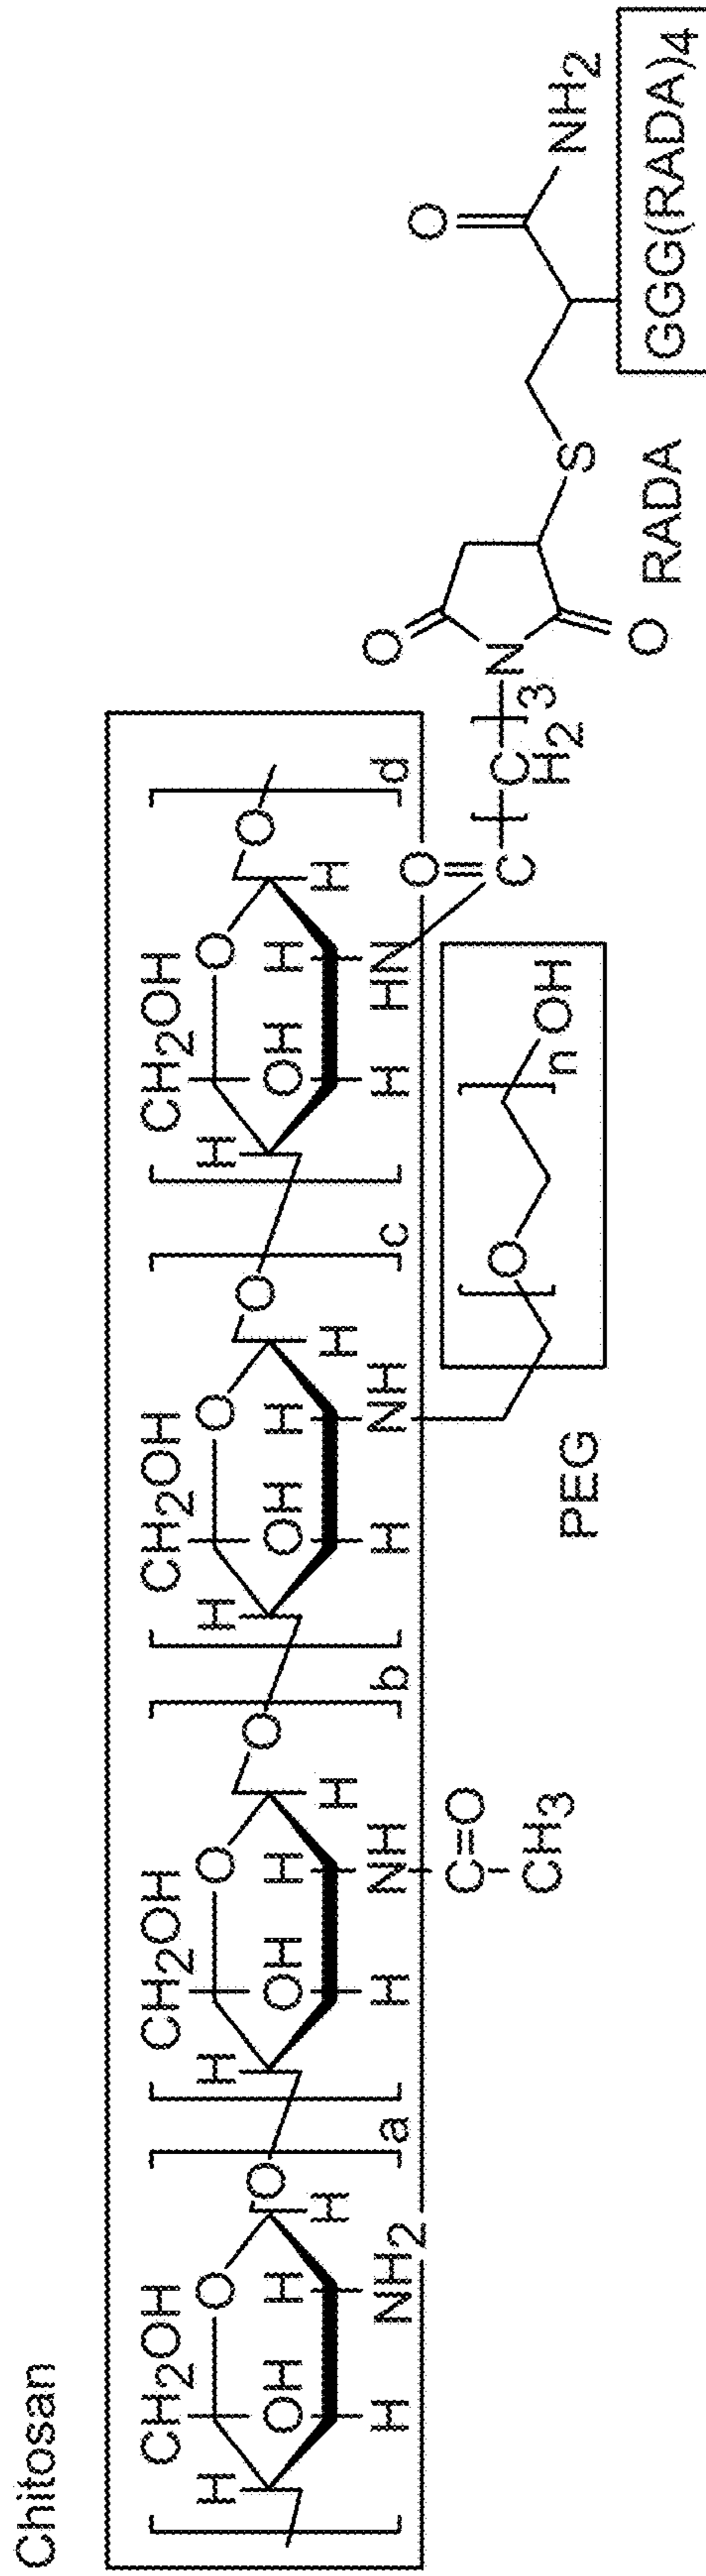 Chitosan
CH2OH
CH2OH
CH2OH
CH2OH
O
O
O
O
H
OH
H
O
H
OH
H
O
H
OH
H
O
H
OH
H
O
H
H
H
H
H
NH2
a
H
NH
b
H
NH
c
H
HN
d
C=O
CH3
PEG
O
n
OH
O
C
( C H2 )3
N
O
O
S
O
NH2
RADA
GGG(RADA)4